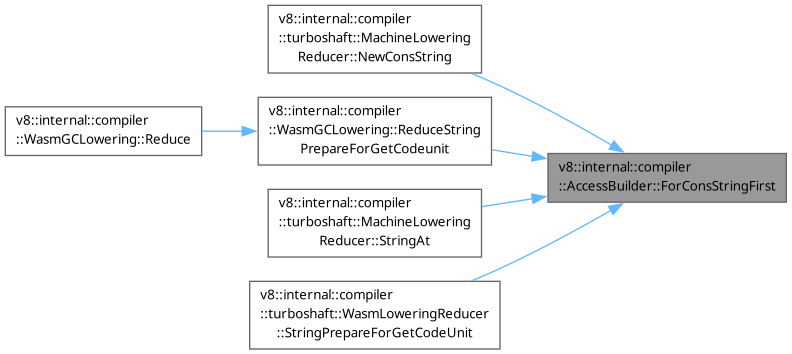 v8::internal::compiler
::turboshaft::MachineLowering
Reducer::NewConsString
v8::internal::compiler
::WasmGCLowering::Reduce
v8::internal::compiler
::WasmGCLowering::ReduceString
PrepareForGetCodeunit
v8::internal::compiler
::AccessBuilder::ForConsStringFirst
v8::internal::compiler
::turboshaft::MachineLowering
Reducer::StringAt
v8::internal::compiler
::turboshaft::WasmLoweringReducer
::StringPrepareForGetCodeUnit